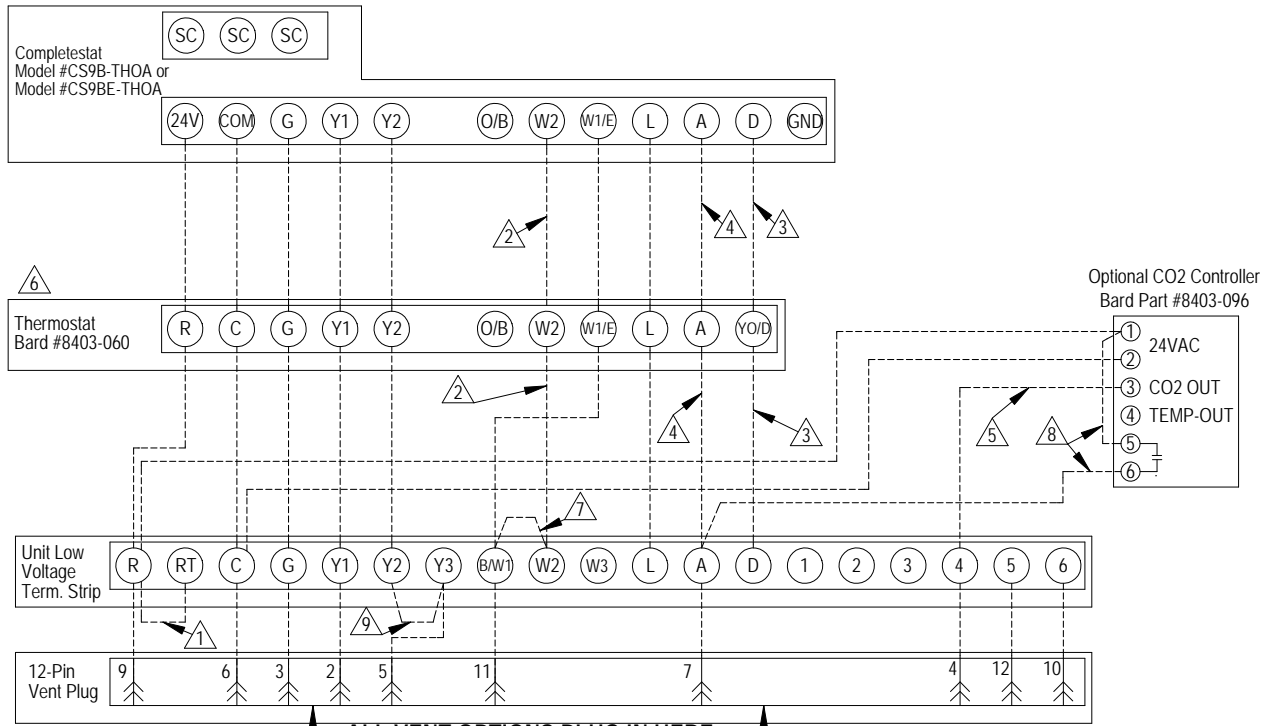 SC SC SC
Completestat
Model #CS9B-THOA or
Model #CS9BE-THOA
24V COM G Y1 Y2 O/B W2 W1/E L A D GND
2 4 3
6
Optional CO2 Controller
Bard Part #8403-096
Thermostat
Bard #8403-060
R C G Y1 Y2 O/B W2 W1/E L A YO/D
1
24VAC
2
3 CO2 OUT
4 TEMP-OUT
5
6
2 4 3 5 8
7
Unit Low
Voltage
Term. Strip
R RT C G Y1 Y2 Y3 B/W1 W2 W3 L A D 1 2 3 4 5 6
1 9
12-Pin
Vent Plug
9 6 3 2 5 11 7 4 12 10
ALL VENT OPTIONS PLUG IN HERE